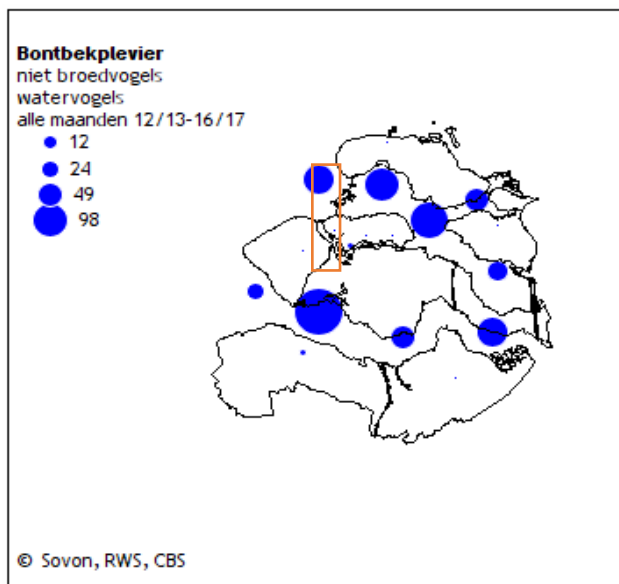 Bontbekplevier
niet broedvogels
watervogels
alle maanden 12/13-16/17
12
24
49
98
© Sovon, RWS, CBS